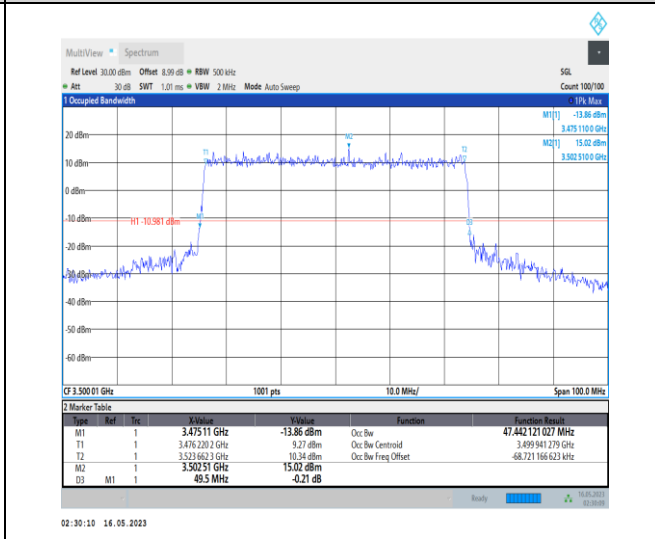 MultiView Spectrum
Ref Level 30.00 dBm Offset 8.99 dB RBW 500 kHz SGL
Att 30 dB SWT 1.01 ms VBW 2 MHz Mode Auto Sweep Count 100/100
1 Occupied Bandwidth 1Pk Max
M1[1] -13.86 dBm
3.475 110 0 GHz
M2[1] 15.02 dBm
3.502 510 0 GHz
20 dBm
10 dBm
0 dBm
-10 dBm
H1 -10.981 dBm
-20 dBm
-30 dBm
-40 dBm
-50 dBm
-60 dBm
T1
M2
T2
M1
D3
CF 3.500 01 GHz 1001 pts 10.0 MHz/ Span 100.0 MHz
2 Marker Table
Type Ref Trc X-Value Y-Value Function Function Result
M1 1 3.475 11 GHz -13.86 dBm Occ Bw 47.442 121 027 MHz
T1 1 3.476 220 2 GHz 9.27 dBm Occ Bw Centroid 3.499 941 279 GHz
T2 1 3.523 662 3 GHz 10.34 dBm Occ Bw Freq Offset -68.721 166 623 kHz
M2 1 3.502 51 GHz 15.02 dBm
D3 M1 1 49.5 MHz -0.21 dB
Ready 16.05.2023
02:30:09
02:30:10 16.05.2023